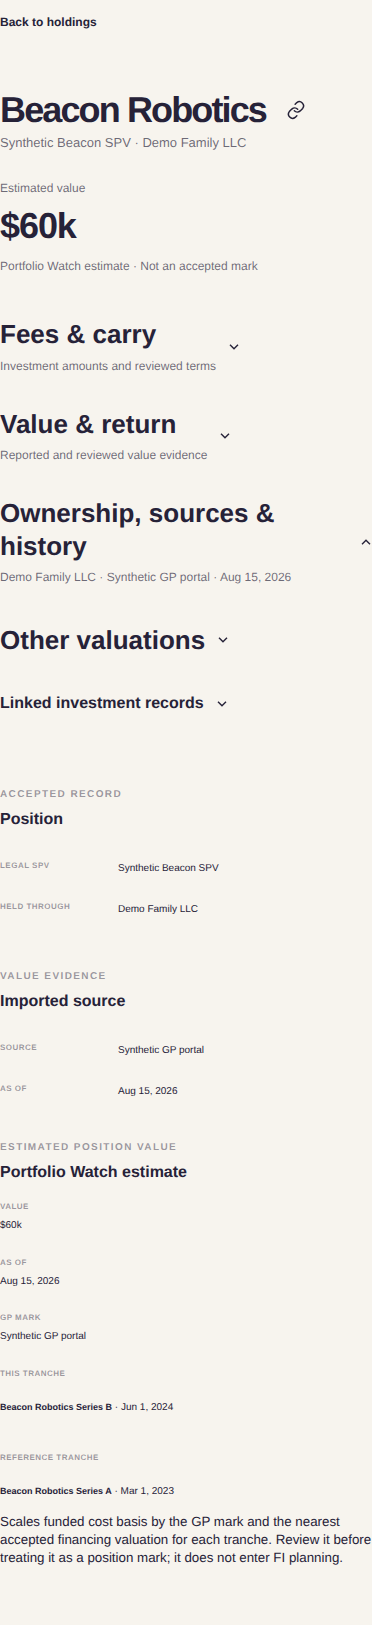 Back to holdings
Beacon Robotics
Synthetic Beacon SPV · Demo Family LLC
Estimated value
$60k
Portfolio Watch estimate · Not an accepted mark
Fees & carry
Investment amounts and reviewed terms
Value & return
Reported and reviewed value evidence
Ownership, sources &
history
Demo Family LLC · Synthetic GP portal · Aug 15, 2026
Other valuations
Linked investment records
ACCEPTED RECORD
Position
LEGAL SPV Synthetic Beacon SPV
HELD THROUGH Demo Family LLC
VALUE EVIDENCE
Imported source
SOURCE Synthetic GP portal
AS OF Aug 15, 2026
ESTIMATED POSITION VALUE
Portfolio Watch estimate
VALUE
$60k
AS OF
Aug 15, 2026
GP MARK
Synthetic GP portal
THIS TRANCHE
Beacon Robotics Series B · Jun 1, 2024
REFERENCE TRANCHE
Beacon Robotics Series A · Mar 1, 2023
Scales funded cost basis by the GP mark and the nearest
accepted financing valuation for each tranche. Review it before
treating it as a position mark; it does not enter FI planning.